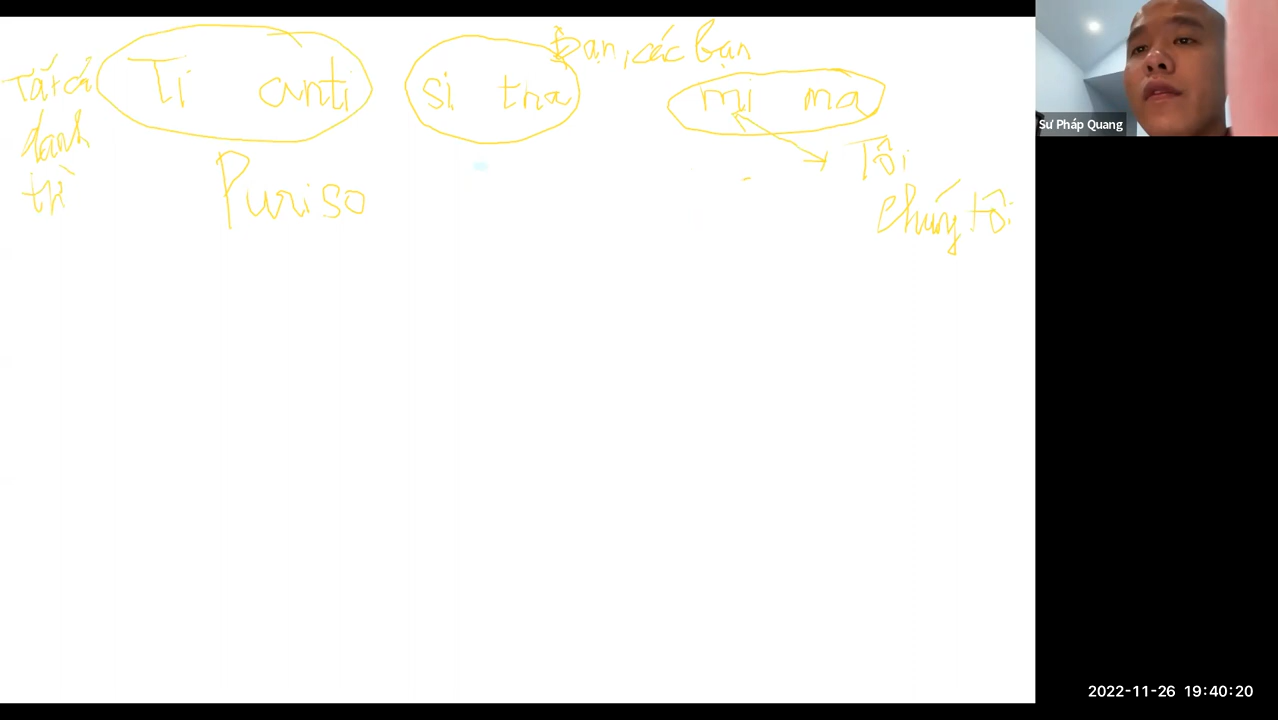 Tất cả danh từ
Ti anti
si tha
Bạn, các bạn
mi ma
Puriso
Tôi
chúng tôi
Sư Pháp Quang
2022-11-26 19:40:20